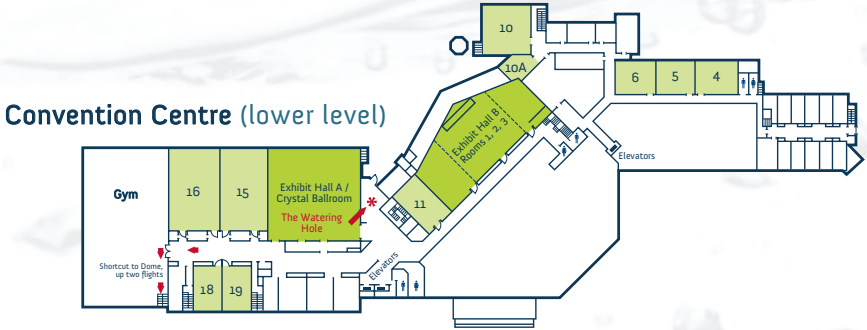 Convention Centre (lower level)
10
10A
6
5
4
Exhibit Hall B
Rooms 1, 2, 3
Elevators
Gym
16
15
Exhibit Hall A /
Crystal Ballroom
The Watering
Hole
*
11
Shortcut to Dome,
up two flights
18
19
Elevators